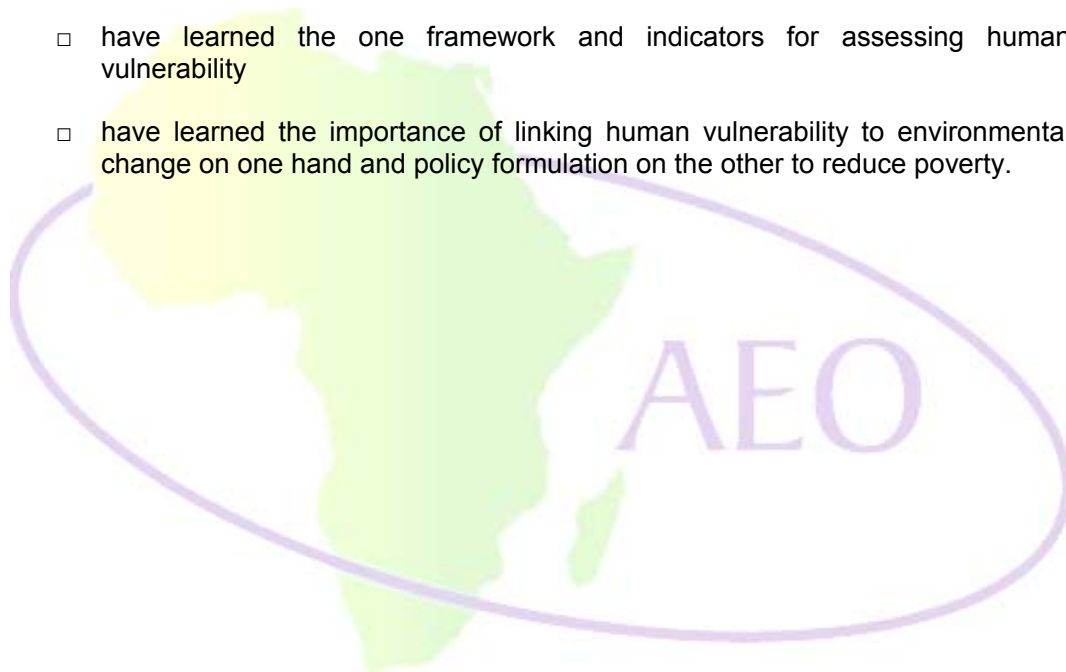 □ have learned the one framework and indicators for assessing human
vulnerability
□ have learned the importance of linking human vulnerability to environmenta
change on one hand and policy formulation on the other to reduce poverty.
AEO